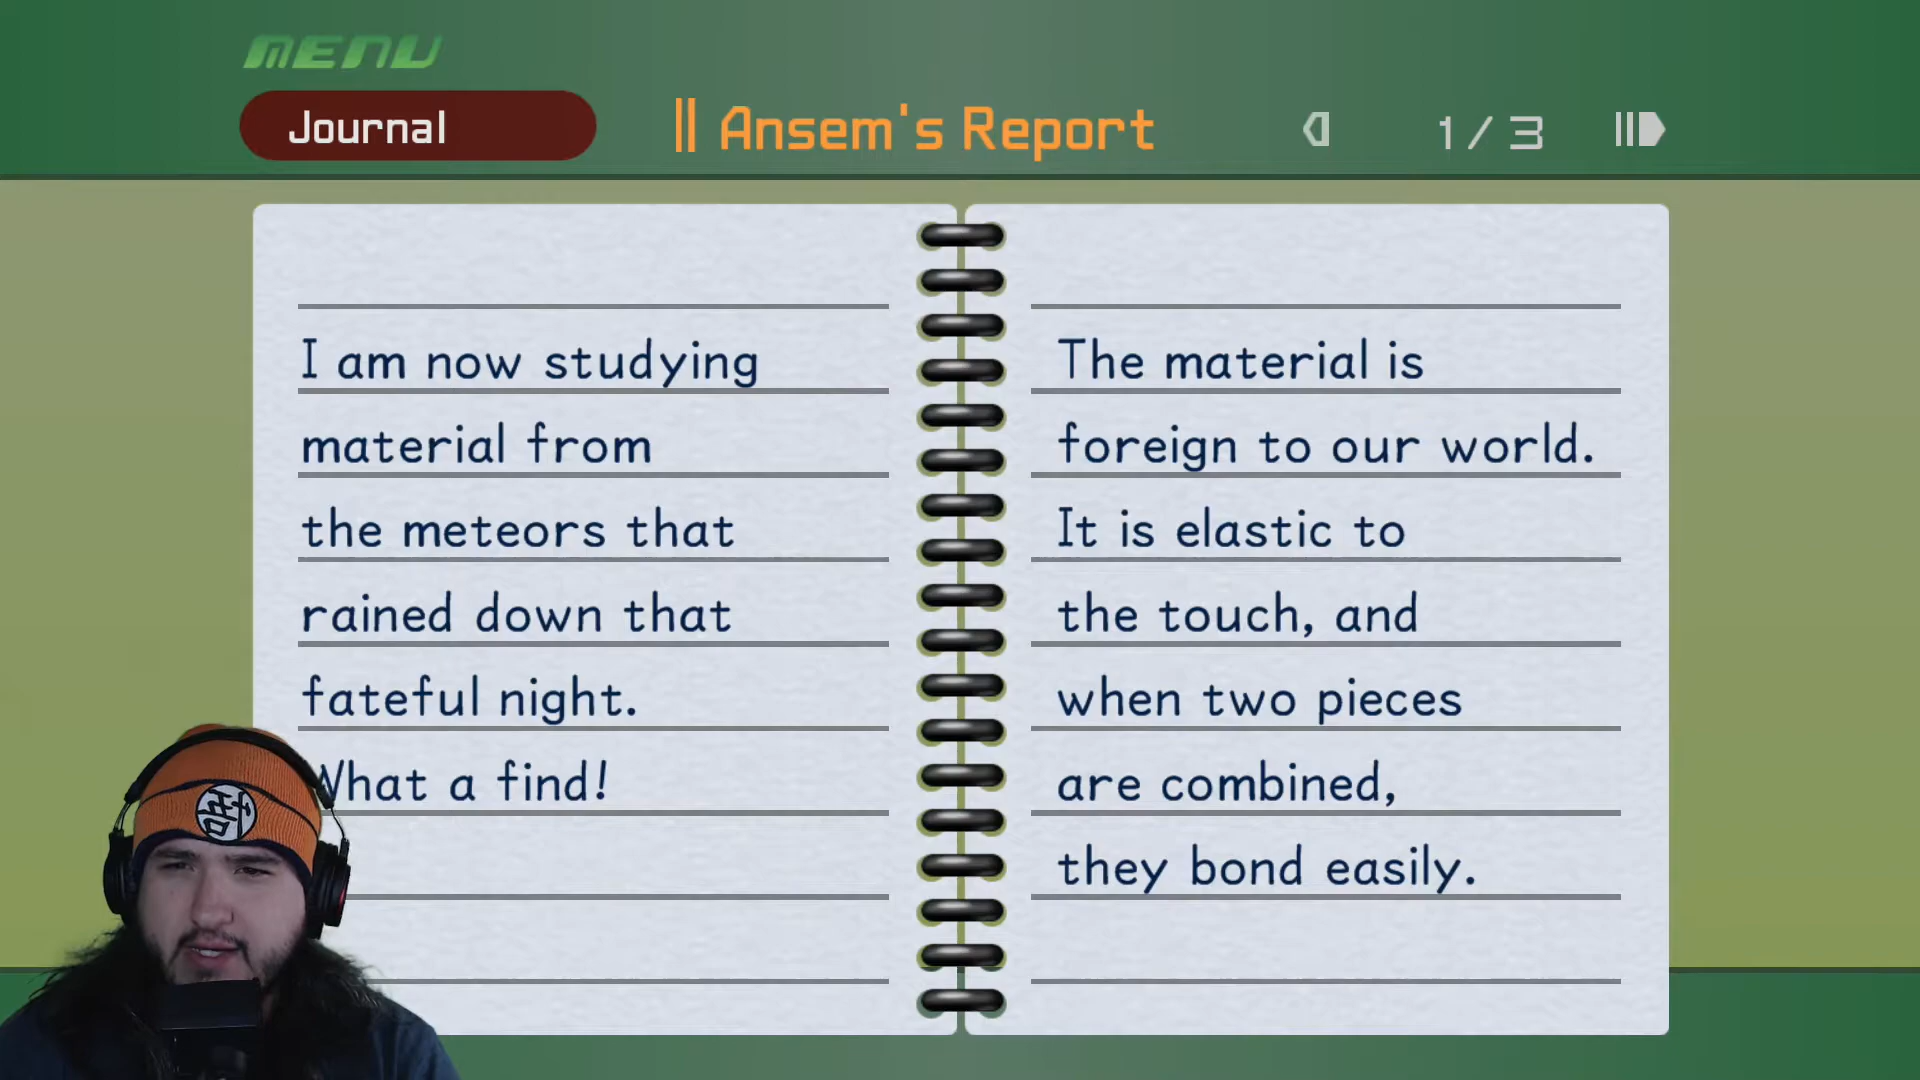 MENU
Journal
Ansem's Report
1/3
I am now studying
material from
the meteors that
rained down that
fateful night.
What a find!
The material is
foreign to our world.
It is elastic to
the touch, and
when two pieces
are combined,
they bond easily.